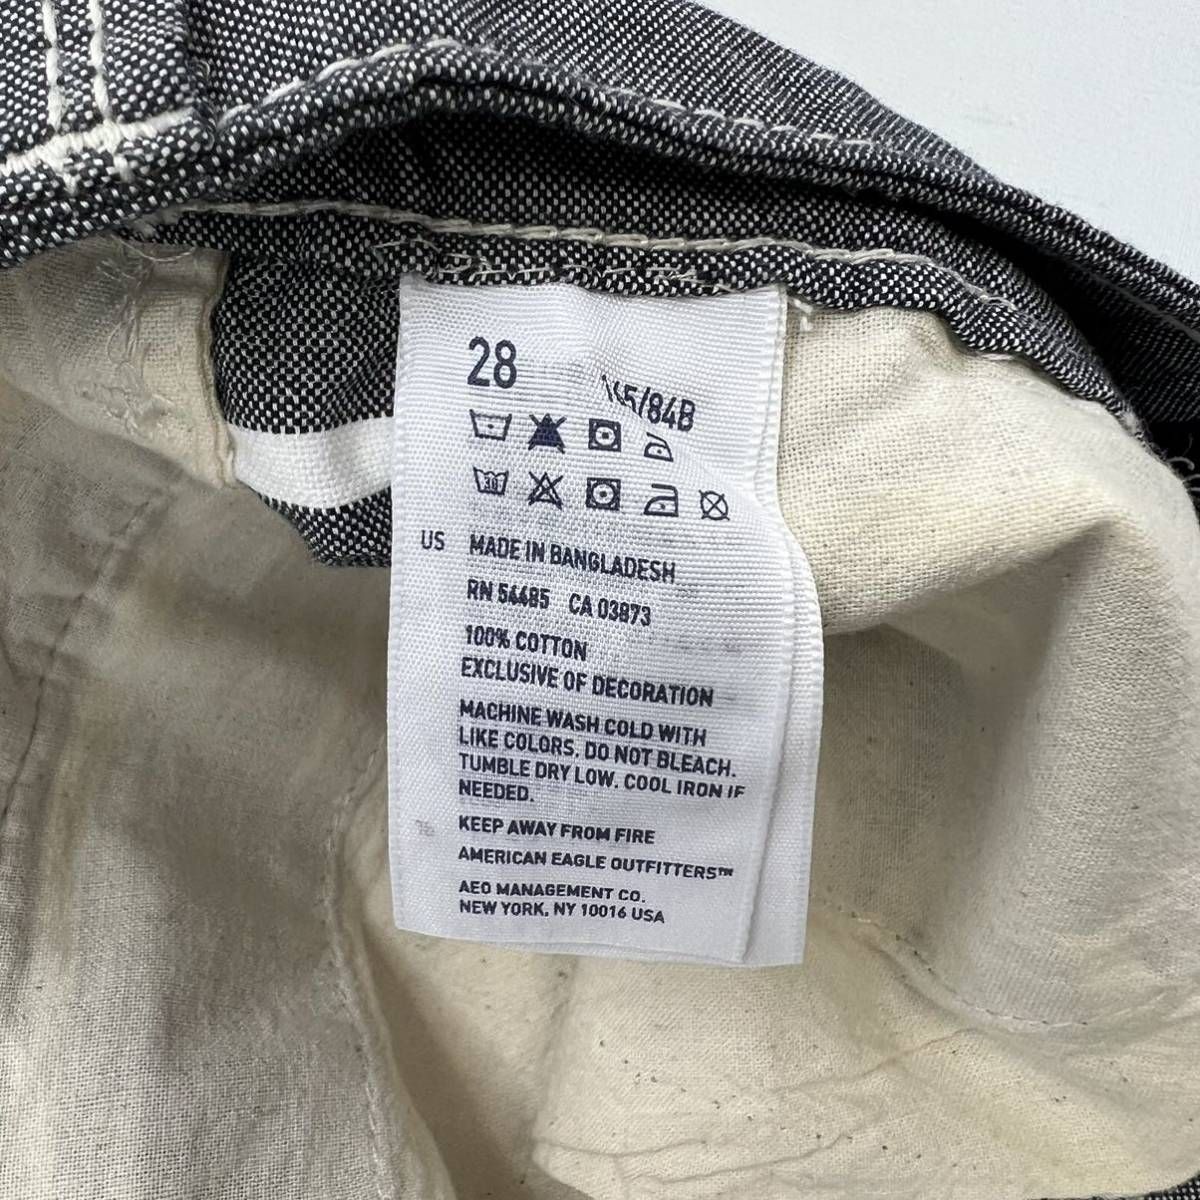 28
165/84B
30
US MADE IN BANGLADESH
RN 54485 CA 03873
100% COTTON
EXCLUSIVE OF DECORATION
MACHINE WASH COLD WITH
LIKE COLORS. DO NOT BLEACH.
TUMBLE DRY LOW. COOL IRON IF
NEEDED.
KEEP AWAY FROM FIRE
AMERICAN EAGLE OUTFITTERS™
AEO MANAGEMENT CO.
NEW YORK, NY 10016 USA